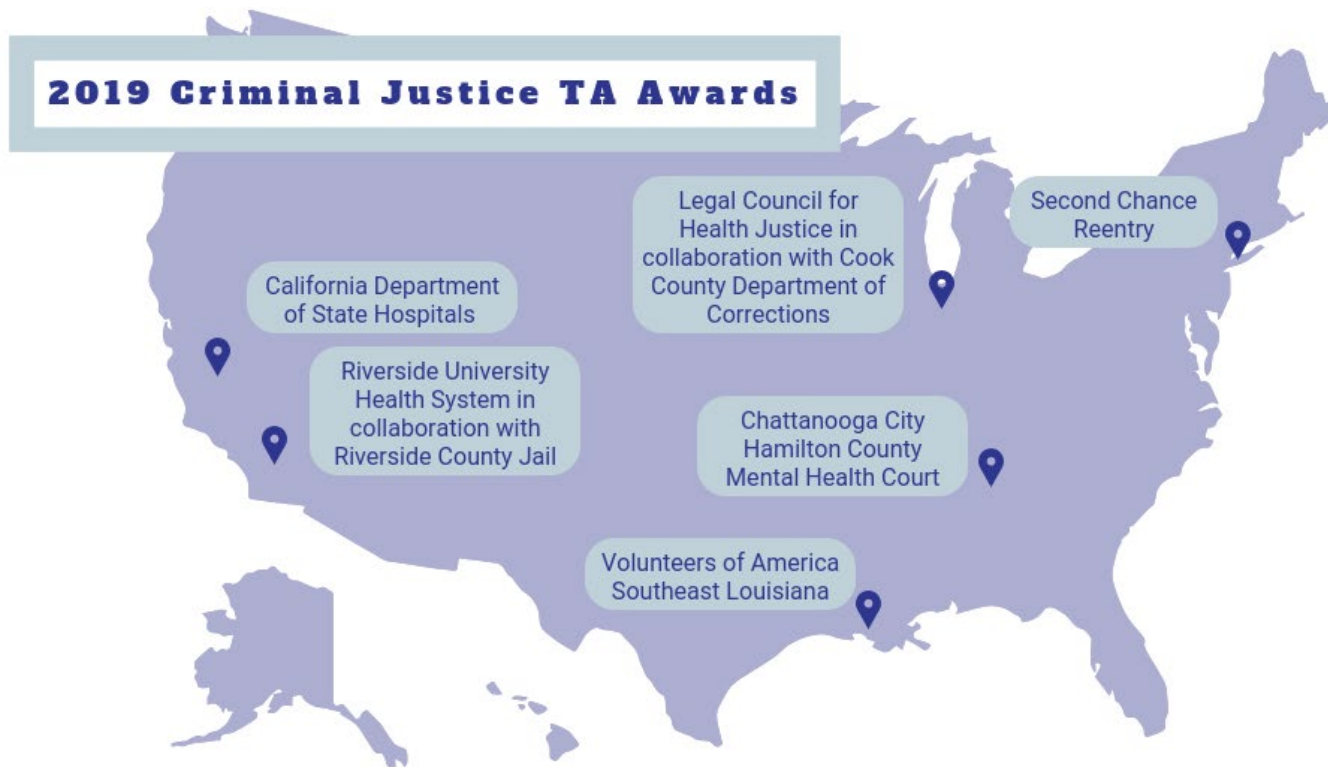 2019 Criminal Justice TA Awards
Legal Council for
Health Justice in
collaboration with Cook
County Department of
Corrections
Second Chance
Reentry
California Department
of State Hospitals
Riverside University
Health System in
collaboration with
Riverside County Jail
Chattanooga City
Hamilton County
Mental Health Court
Volunteers of America
Southeast Louisiana